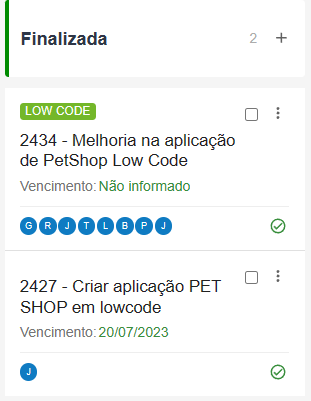 Finalizada 2 +
LOW CODE
2434 - Melhoria na aplicação
de PetShop Low Code
Vencimento: Não informado
G R J T L B P J
2427 - Criar aplicação PET
SHOP em lowcode
Vencimento: 20/07/2023
J